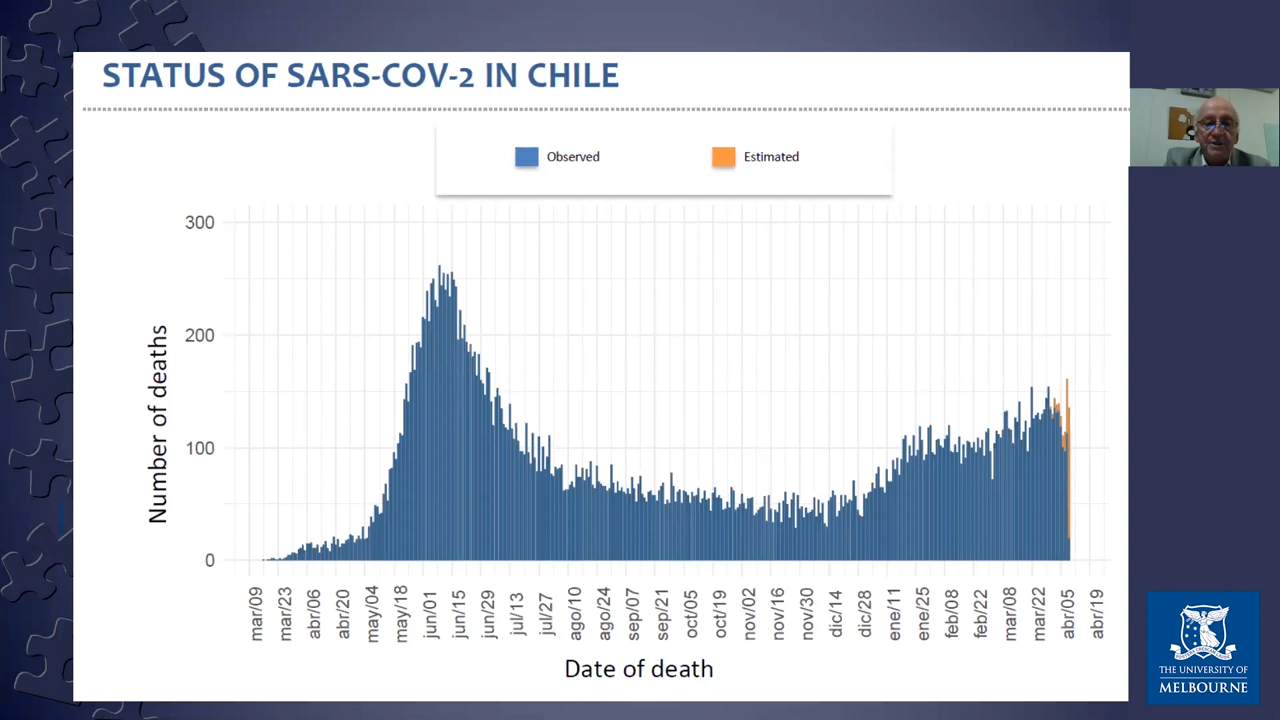 STATUS OF SARS-COV-2 IN CHILE
Observed
Estimated
300
200
100
0
Number of deaths
mar/09
mar/23
abr/06
abr/20
may/04
may/18
jun/01
jun/15
jun/29
jul/13
jul/27
ago/10
ago/24
sep/07
sep/21
oct/05
oct/19
nov/02
nov/16
nov/30
dic/14
dic/28
ene/11
ene/25
feb/08
feb/22
mar/08
mar/22
abr/05
abr/19
Date of death
THE UNIVERSITY OF
MELBOURNE